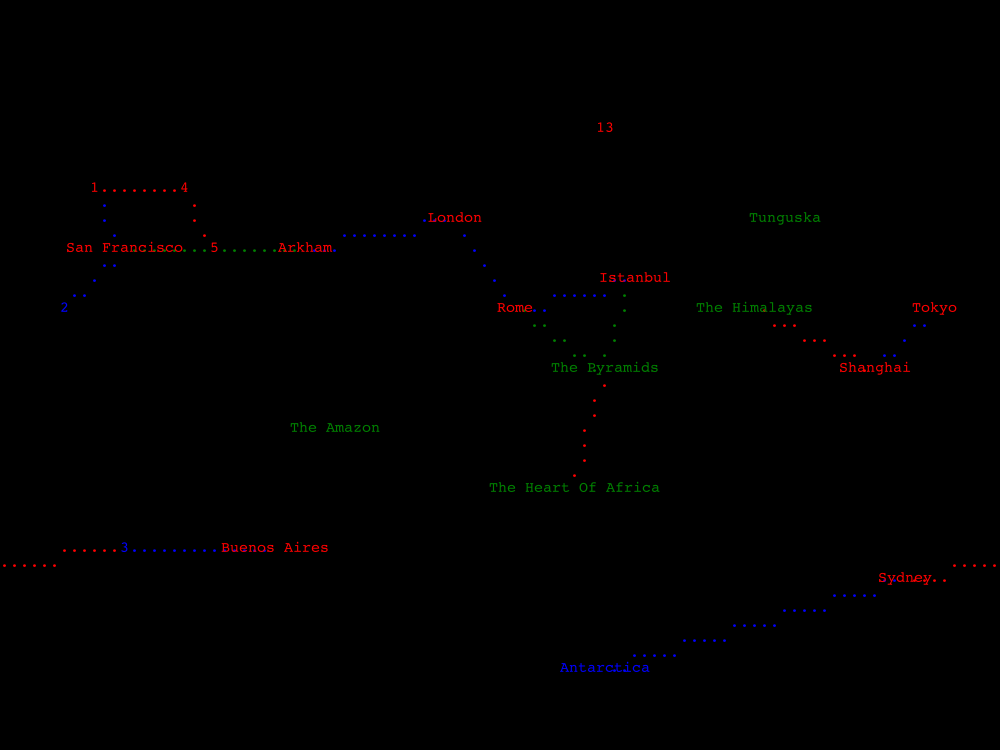 13
1 4
London Tunguska
San Francisco 5 Arkham
Istanbul
2 Rome The Himalayas Tokyo
The Pyramids Shanghai
The Amazon
The Heart Of Africa
3 Buenos Aires
Sydney
Antarctica